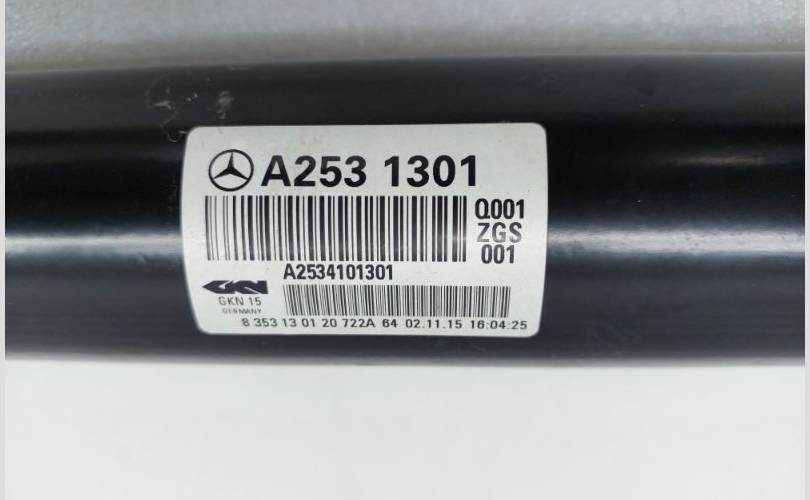 A253 1301
Q001
ZGS
001
A2534101301
GKN
GKN 15
GERMANY
8 353 13 01 20 722A 64 02.11.15 16:04:25